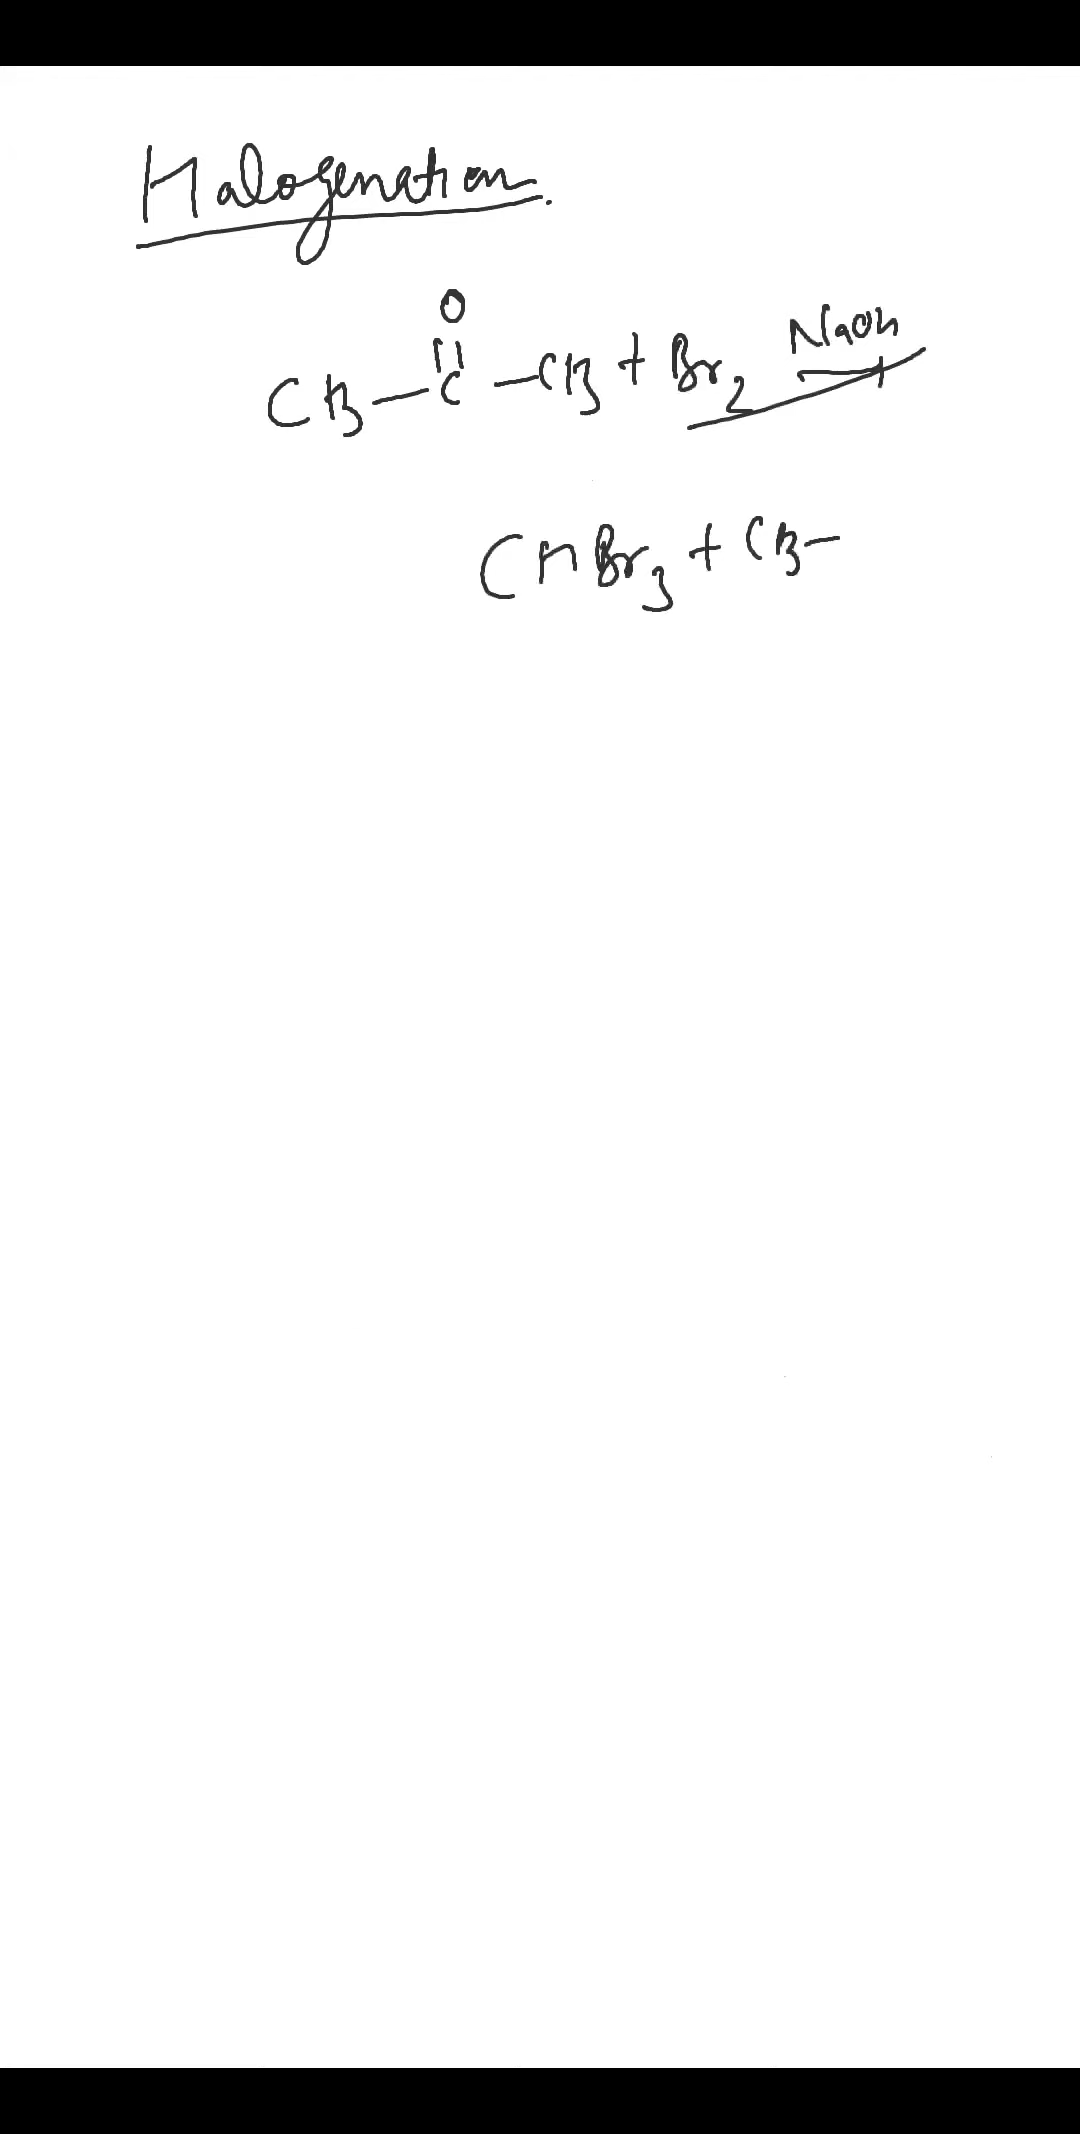 Halogenation.
O
||
CH3 — C — CH3 + Br2 NaOH →
CHBr3 + CH3 —